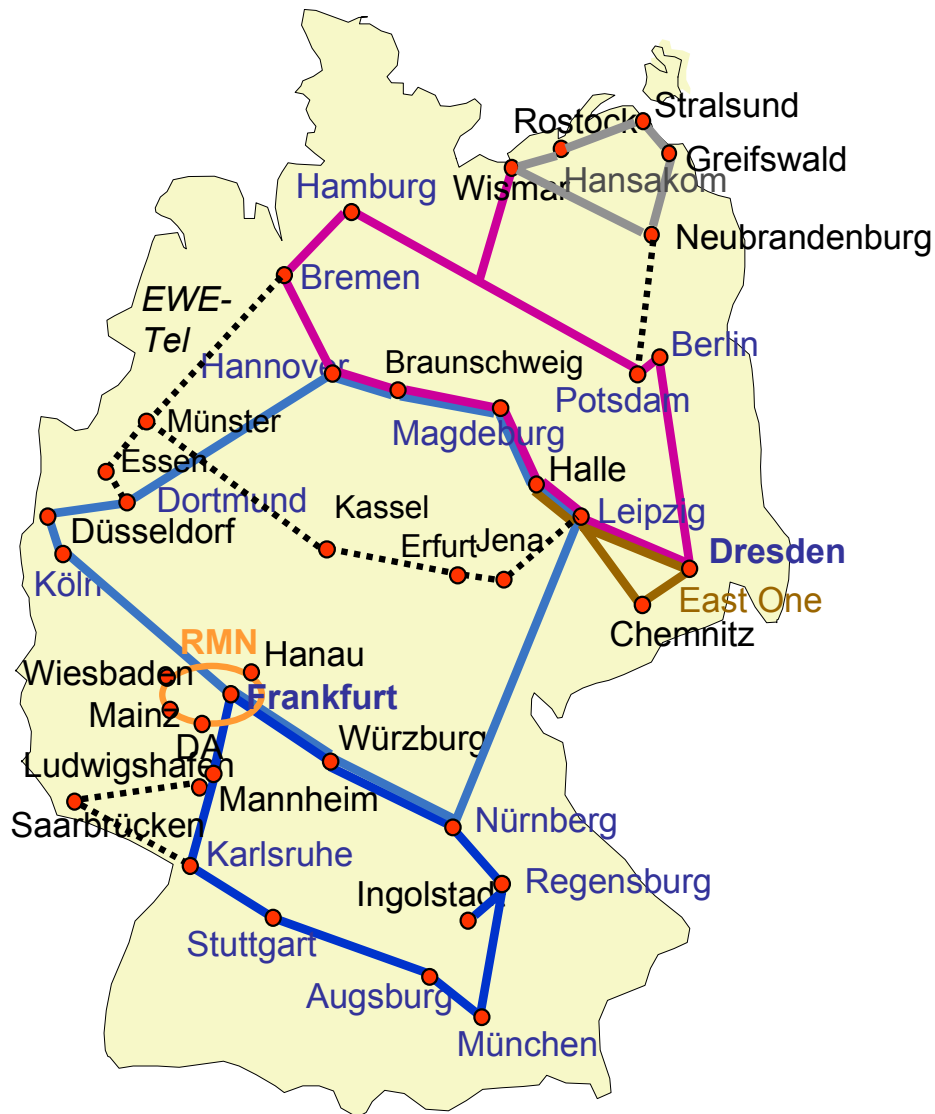 Stralsund
Rostock
Greifswald
Wismar
Hansakom
Hamburg
Neubrandenburg
Bremen
EWE-
Tel
Berlin
Hannover
Braunschweig
Potsdam
Münster
Magdeburg
Essen
Halle
Dortmund
Kassel
Leipzig
Düsseldorf
Erfurt
Jena
Dresden
Köln
East One
Chemnitz
RMN
Hanau
Wiesbaden
Frankfurt
Mainz
DA
Würzburg
Ludwigshafen
Mannheim
Saarbrücken
Nürnberg
Karlsruhe
Ingolstad
Regensburg
Stuttgart
Augsburg
München